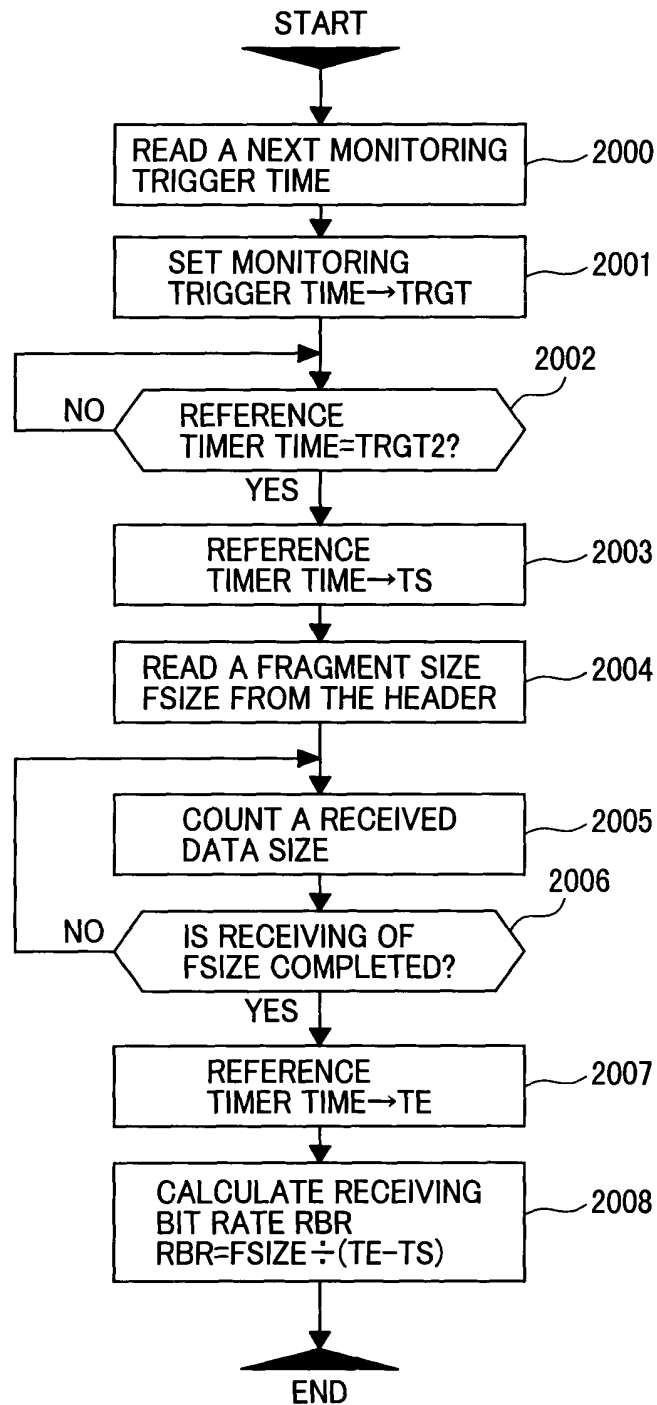 START
READ A NEXT MONITORING
TRIGGER TIME
2000
SET MONITORING
TRIGGER TIME→TRGT
2001
2002
NO
REFERENCE
TIMER TIME=TRGT2?
YES
REFERENCE
TIMER TIME→TS
2003
READ A FRAGMENT SIZE
FSIZE FROM THE HEADER
2004
COUNT A RECEIVED
DATA SIZE
2005
2006
NO
IS RECEIVING OF
FSIZE COMPLETED?
YES
REFERENCE
TIMER TIME→TE
2007
CALCULATE RECEIVING
BIT RATE RBR
RBR=FSIZE÷(TE-TS)
2008
END